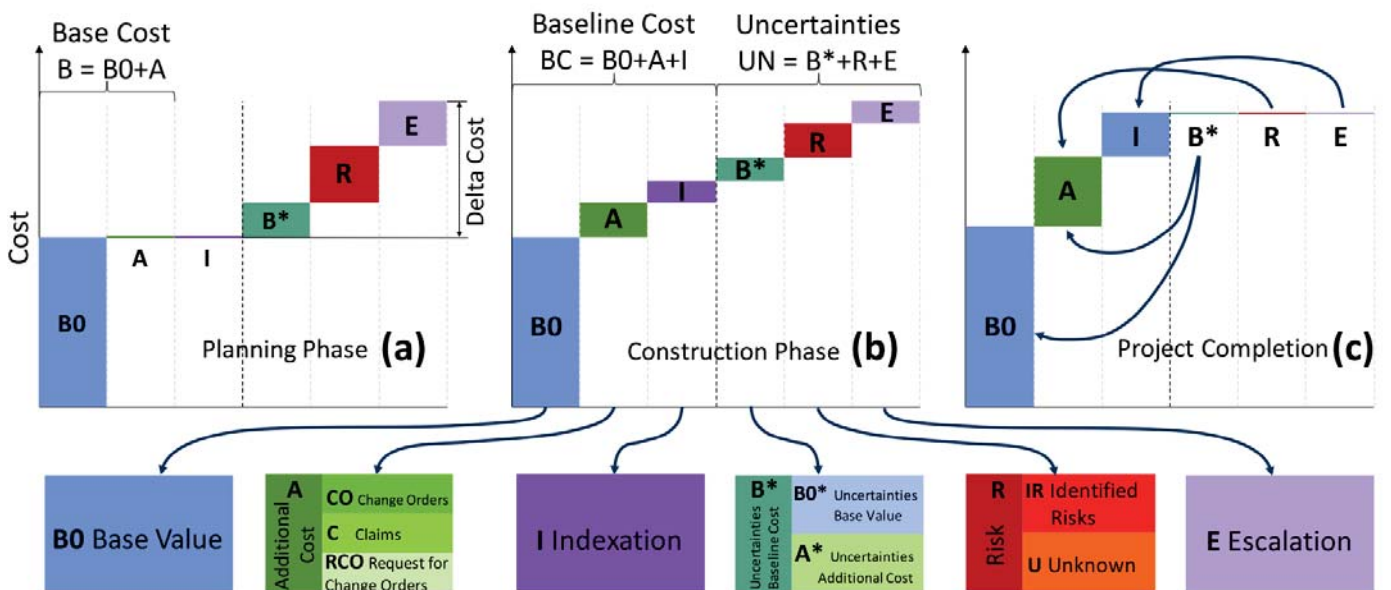 Base Cost
B = B0+A
Cost
B0
A
I
B*
R
E
Delta Cost
Planning Phase (a)
Baseline Cost
BC = B0+A+I
Uncertainties
UN = B*+R+E
B0
A
I
B*
R
E
Construction Phase (b)
B0
A
I
B*
R
E
Project Completion (c)
B0 Base Value
A
Additional
Cost
CO Change Orders
C Claims
RCO Request for
Change Orders
I Indexation
B*
Uncertainties
Baseline Cost
B0* Uncertainties
Base Value
A* Uncertainties
Additional Cost
R
Risk
IR Identified
Risks
U Unknown
E Escalation